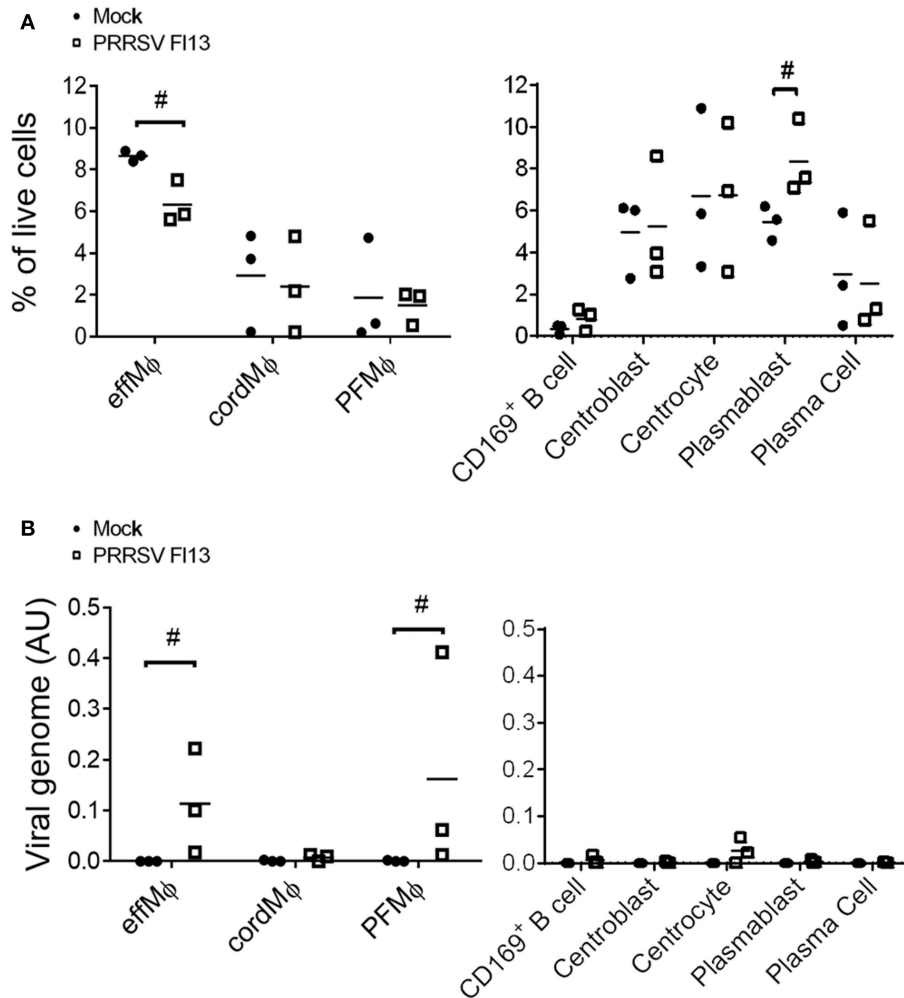 A
Mock
PRRSV Fl13
% of live cells
12
10
8
6
4
2
0
#
effMϕ
cordMϕ
PFMϕ
12
10
8
6
4
2
0
#
CD169+ B cell
Centroblast
Centrocyte
Plasmablast
Plasma Cell
B
Mock
PRRSV Fl13
Viral genome (AU)
0.5
0.4
0.3
0.2
0.1
0.0
#
#
effMϕ
cordMϕ
PFMϕ
0.5
0.4
0.3
0.2
0.1
0.0
CD169+ B cell
Centroblast
Centrocyte
Plasmablast
Plasma Cell